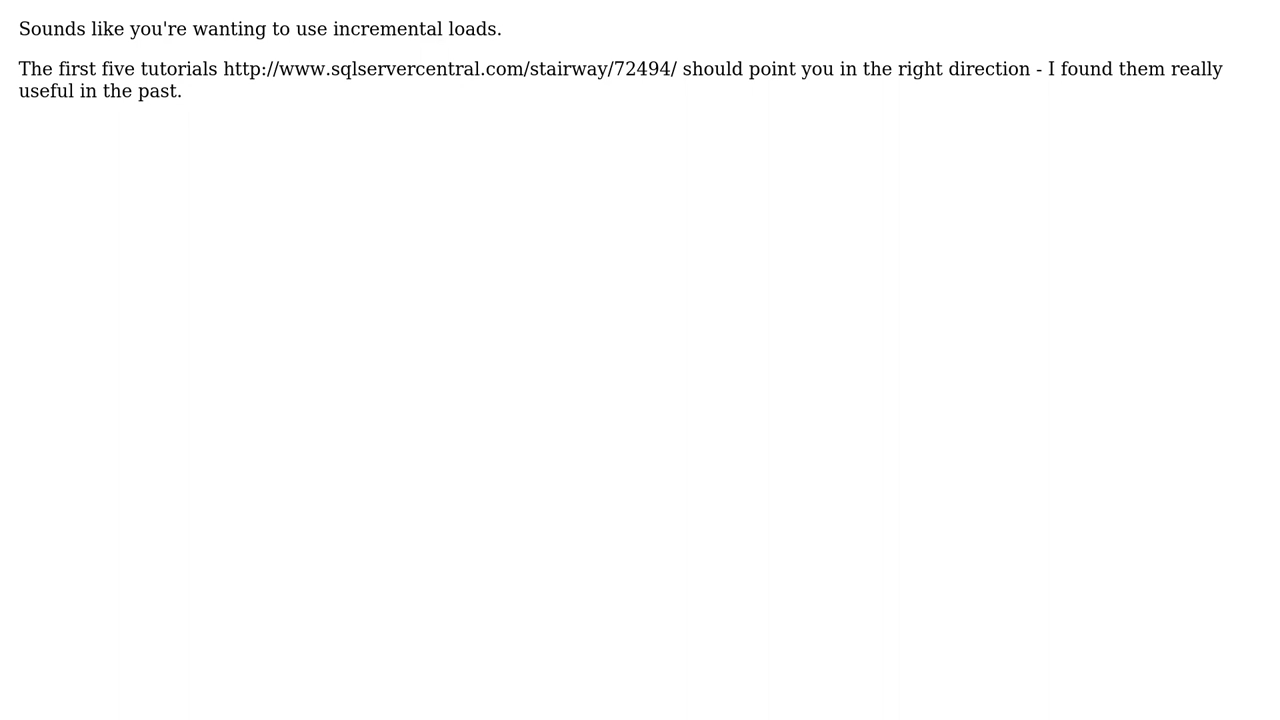 Sounds like you're wanting to use incremental loads.
The first five tutorials http://www.sqlservercentral.com/stairway/72494/ should point you in the right direction - I found them really
useful in the past.